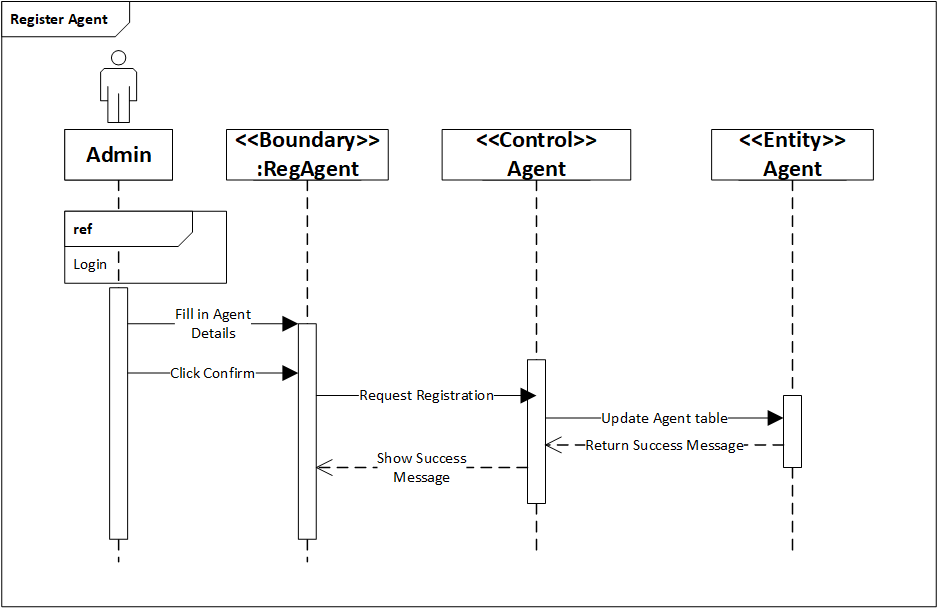 Register Agent
Admin
<<Boundary>>
:RegAgent
<<Control>>
Agent
<<Entity>>
Agent
ref
Login
Fill in Agent
Details
Click Confirm
Request Registration
Update Agent table
Return Success Message
Show Success
Message